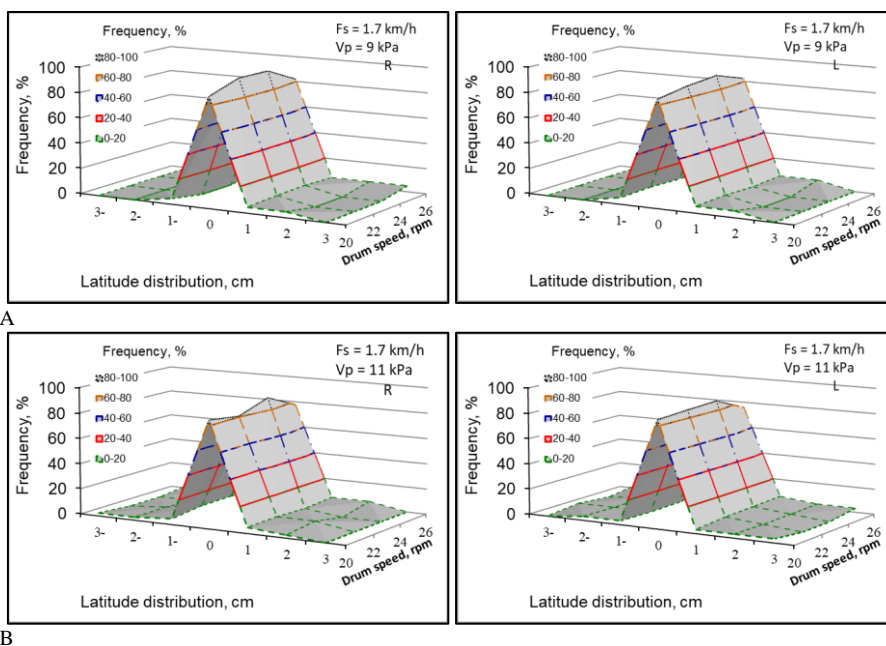 Frequency, %
Fs = 1.7 km/h
Vp = 9 kPa
R
80-100
60-80
40-60
20-40
0-20
Frequency, %
100
80
60
40
20
0
3- 2- 1- 0 1 2 3
20 22 24 26
Drum speed, rpm
Latitude distribution, cm
Frequency, %
Fs = 1.7 km/h
Vp = 9 kPa
L
80-100
60-80
40-60
20-40
0-20
Frequency, %
100
80
60
40
20
0
3- 2- 1- 0 1 2 3
20 22 24 26
Drum speed, rpm
Latitude distribution, cm
A
Frequency, %
Fs = 1.7 km/h
Vp = 11 kPa
R
80-100
60-80
40-60
20-40
0-20
Frequency, %
100
80
60
40
20
0
3- 2- 1- 0 1 2 3
20 22 24 26
Drum speed, rpm
Latitude distribution, cm
Frequency, %
Fs = 1.7 km/h
Vp = 11 kPa
L
80-100
60-80
40-60
20-40
0-20
Frequency, %
100
80
60
40
20
0
3- 2- 1- 0 1 2 3
20 22 24 26
Drum speed, rpm
Latitude distribution, cm
B